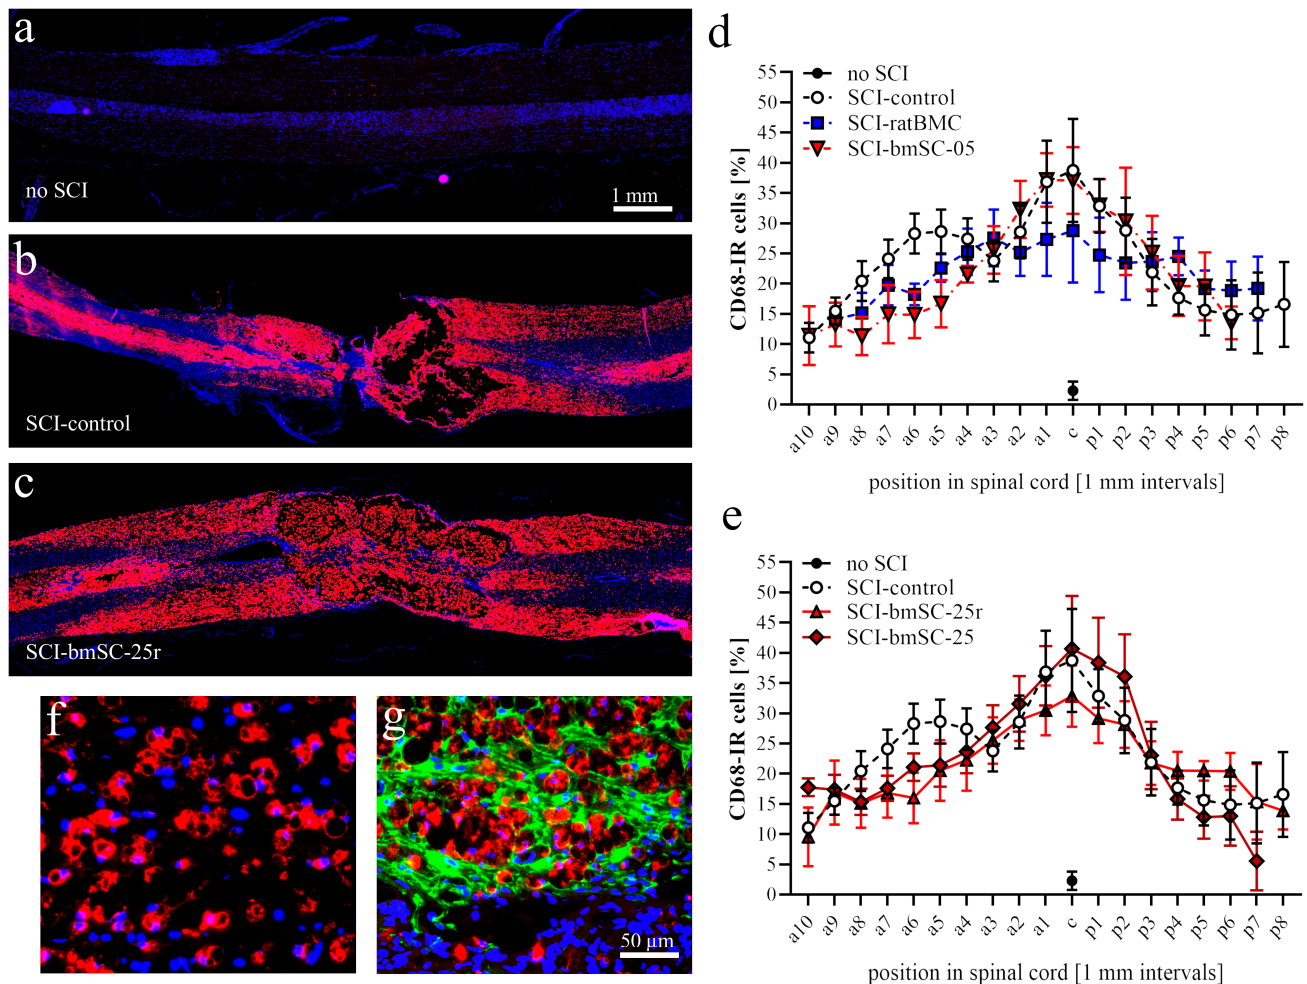 a
no SCI
1 mm
b
SCI-control
c
SCI-bmSC-25r
f
g
50 µm
d
no SCI
SCI-control
SCI-ratBMC
SCI-bmSC-05
CD68-IR cells [%]
55
50
45
40
35
30
25
20
15
10
5
0
a10 a9 a8 a7 a6 a5 a4 a3 a2 a1 c p1 p2 p3 p4 p5 p6 p7 p8
position in spinal cord [1 mm intervals]
e
no SCI
SCI-control
SCI-bmSC-25r
SCI-bmSC-25
CD68-IR cells [%]
55
50
45
40
35
30
25
20
15
10
5
0
a10 a9 a8 a7 a6 a5 a4 a3 a2 a1 c p1 p2 p3 p4 p5 p6 p7 p8
position in spinal cord [1 mm intervals]